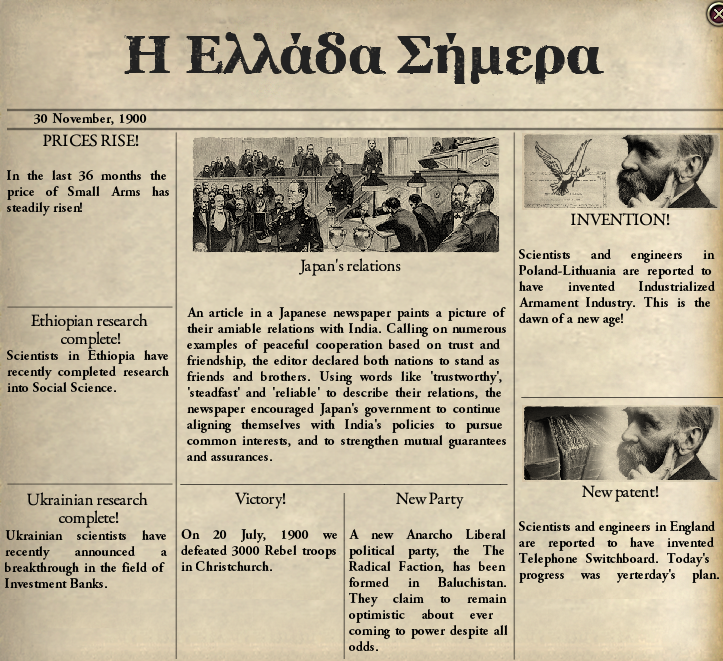 Η Ελλάδα Σήμερα
30 November, 1900
PRICES RISE!
In the last 36 months the
price of Small Arms has
steadily risen!
Ethiopian research
complete!
Scientists in Ethiopia have
recently completed research
into Social Science.
Ukrainian research
complete!
Ukrainian scientists have
recently announced a
breakthrough in the field of
Investment Banks.
Japan's relations
An article in a Japanese newspaper paints a picture of
their amiable relations with India. Calling on numerous
examples of peaceful cooperation based on trust and
friendship, the editor declared both nations to stand as
friends and brothers. Using words like 'trustworthy',
'steadfast' and 'reliable' to describe their relations, the
newspaper encouraged Japan's government to continue
aligning themselves with India's policies to pursue
common interests, and to strengthen mutual guarantees
and assurances.
Victory!
On 20 July, 1900 we
defeated 3000 Rebel troops
in Christchurch.
New Party
A new Anarcho Liberal
political party, the The
Radical Faction, has been
formed in Baluchistan.
They claim to remain
optimistic about ever
coming to power despite all
odds.
INVENTION!
Scientists and engineers in
Poland-Lithuania are reported to
have invented Industrialized
Armament Industry. This is the
dawn of a new age!
New patent!
Scientists and engineers in England
are reported to have invented
Telephone Switchboard. Today's
progress was yerterday's plan.